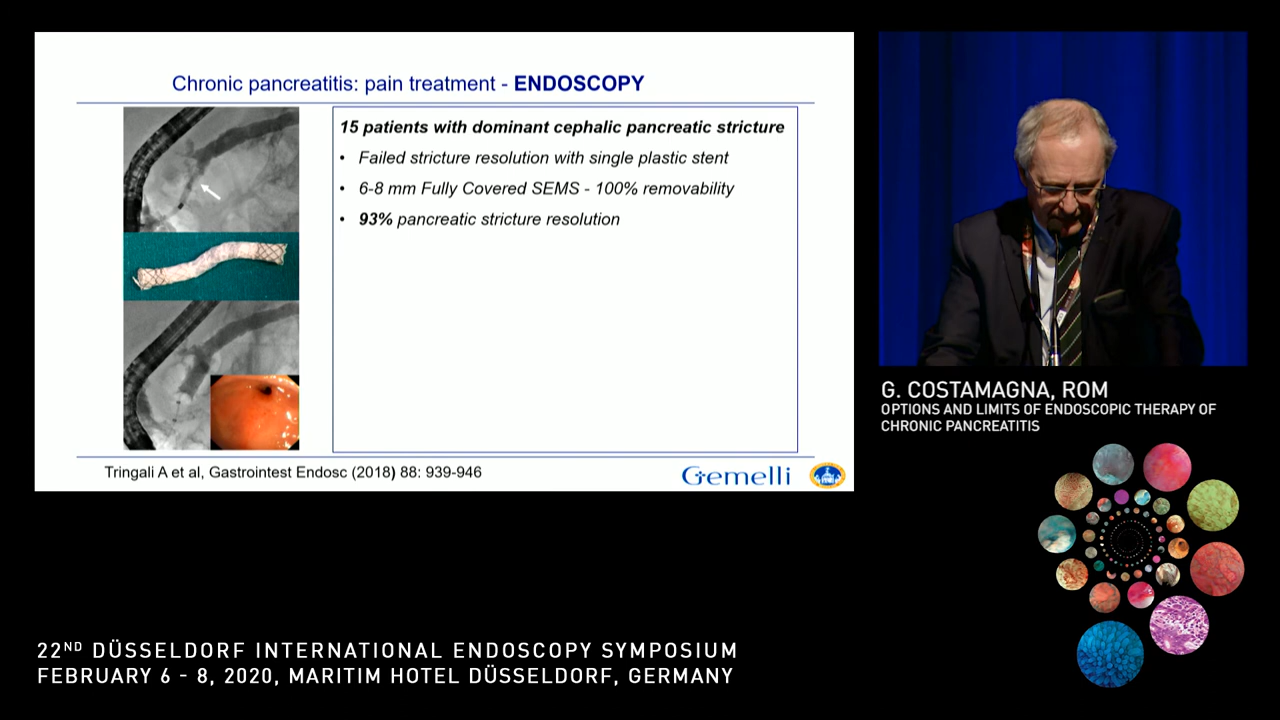 Chronic pancreatitis: pain treatment - ENDOSCOPY
15 patients with dominant cephalic pancreatic stricture
• Failed stricture resolution with single plastic stent
• 6-8 mm Fully Covered SEMS - 100% removability
• 93% pancreatic stricture resolution
Tringali A et al, Gastrointest Endosc (2018) 88: 939-946
Gemelli
G. COSTAMAGNA, ROM
OPTIONS AND LIMITS OF ENDOSCOPIC THERAPY OF
CHRONIC PANCREATITIS
22ND DÜSSELDORF INTERNATIONAL ENDOSCOPY SYMPOSIUM
FEBRUARY 6 - 8, 2020, MARITIM HOTEL DÜSSELDORF, GERMANY